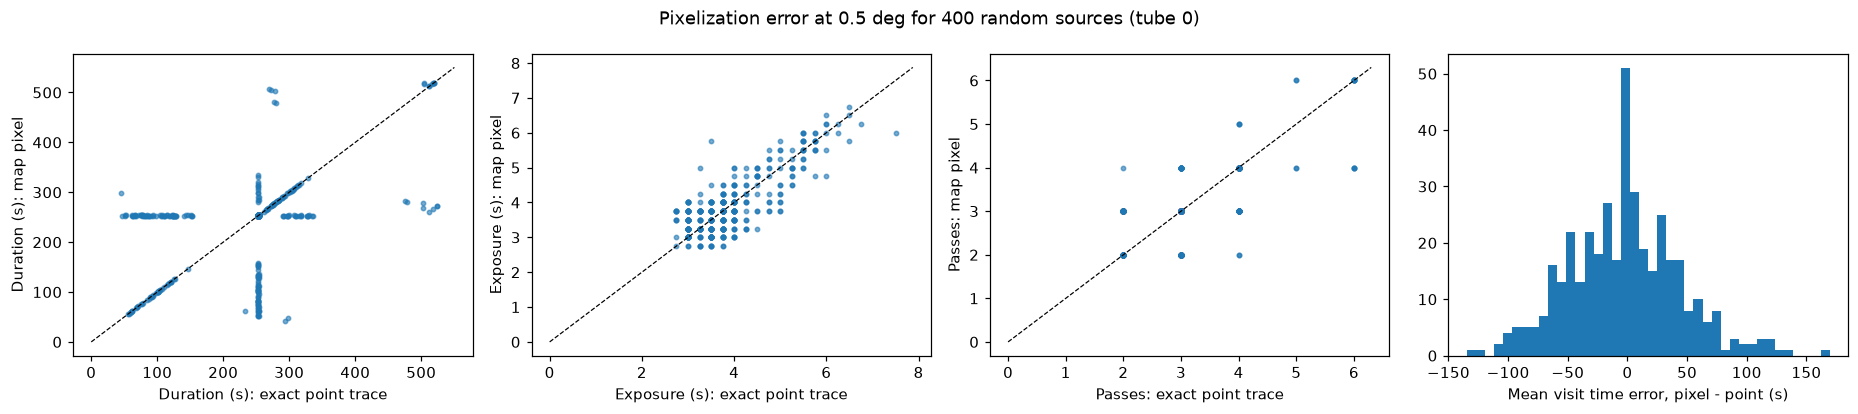 Pixelization error at 0.5 deg for 400 random sources (tube 0)
Duration (s): map pixel
500
400
300
200
100
0
0 100 200 300 400 500
Duration (s): exact point trace
Exposure (s): map pixel
8
7
6
5
4
3
2
1
0
0 2 4 6 8
Exposure (s): exact point trace
Passes: map pixel
6
5
4
3
2
1
0
0 1 2 3 4 5 6
Passes: exact point trace
50
40
30
20
10
0
−150 −100 −50 0 50 100 150
Mean visit time error, pixel - point (s)